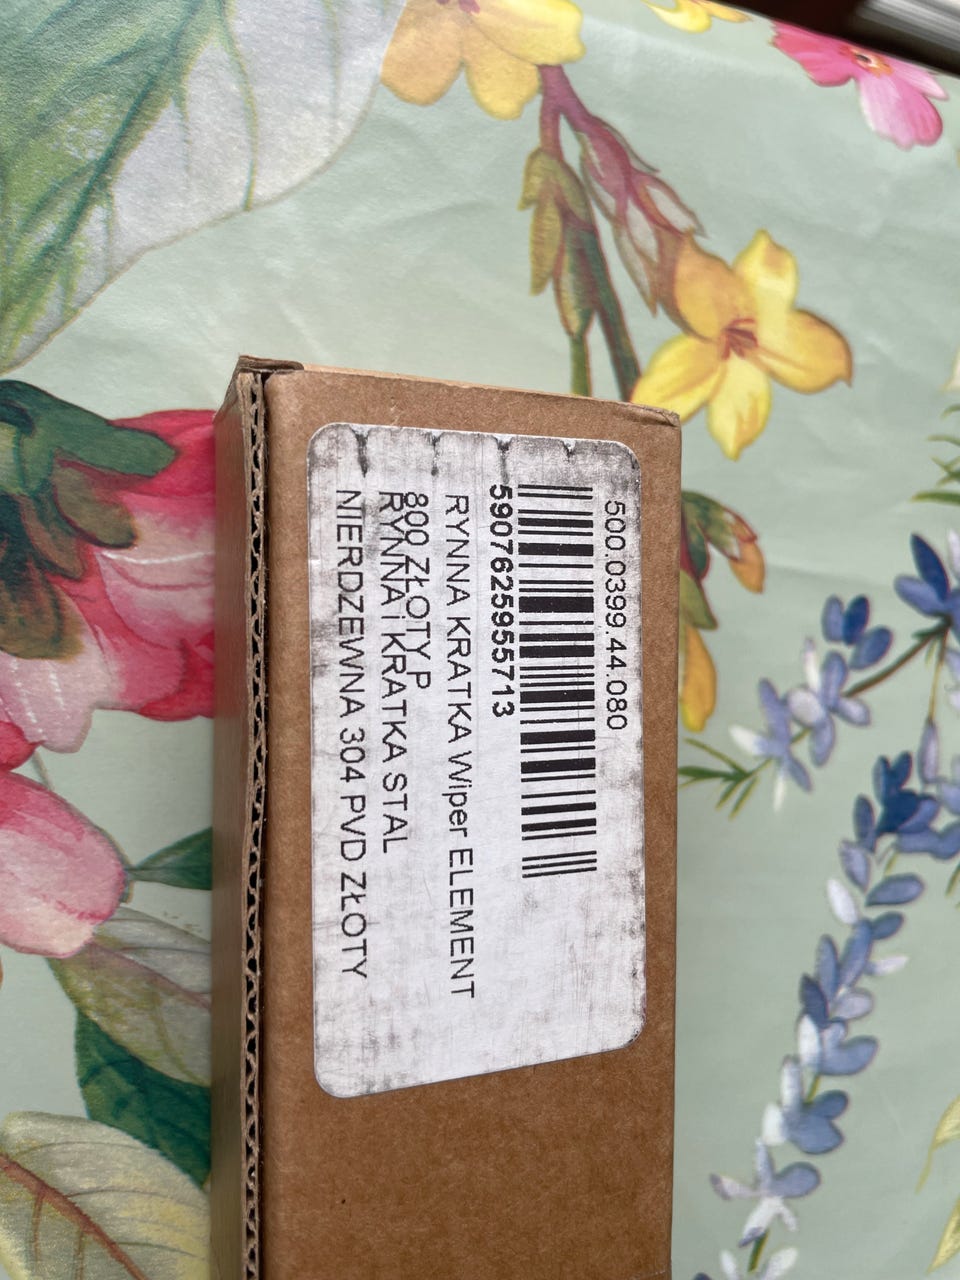 500.0399.44.080
5907625955713
RYNNA KRATKA Wiper ELEMENT
800 ZŁOTY P
RYNNA i KRATKA STAL
NIERDZEWNA 304 PVD ZŁOTY